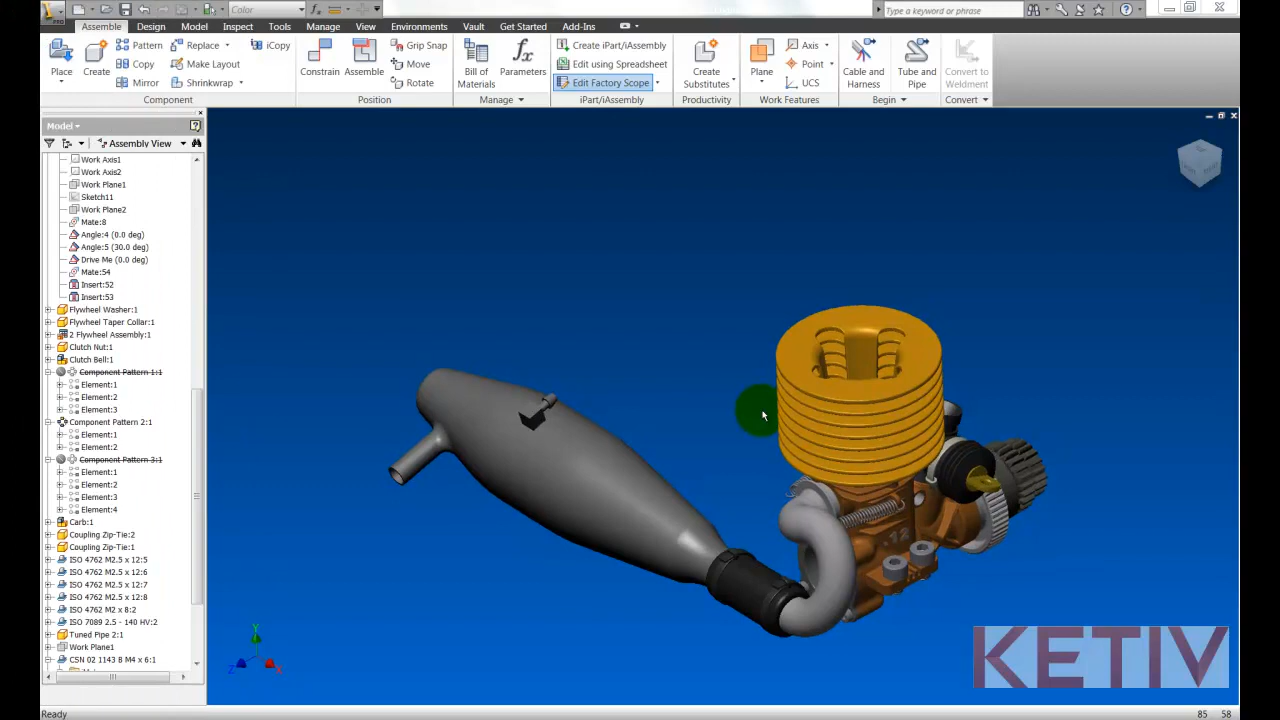 PRO
Color
Type a keyword or phrase
Assemble Design Model Inspect Tools Manage View Environments Vault Get Started Add-Ins
Place
Create
Pattern
Copy
Mirror
Replace
Make Layout
Shrinkwrap
iCopy
Component
Constrain
Assemble
Grip Snap
Move
Rotate
Position
Bill of
Materials
Parameters
Manage
Create iPart/iAssembly
Edit using Spreadsheet
Edit Factory Scope
iPart/iAssembly
Create
Substitutes
Productivity
Plane
Axis
Point
UCS
Work Features
Cable and
Harness
Tube and
Pipe
Begin
Convert to
Weldment
Convert
Model
Assembly View
Work Axis1
Work Axis2
Work Plane1
Sketch11
Work Plane2
Mate:8
Angle:4 (0.0 deg)
Angle:5 (30.0 deg)
Drive Me (0.0 deg)
Mate:54
Insert:52
Insert:53
Flywheel Washer:1
Flywheel Taper Collar:1
2 Flywheel Assembly:1
Clutch Nut:1
Clutch Bell:1
Component Pattern 1:1
Element:1
Element:2
Element:3
Component Pattern 2:1
Element:1
Element:2
Component Pattern 3:1
Element:1
Element:2
Element:3
Element:4
Carb:1
Coupling Zip-Tie:2
Coupling Zip-Tie:1
ISO 4762 M2.5 x 12:5
ISO 4762 M2.5 x 12:6
ISO 4762 M2.5 x 12:7
ISO 4762 M2.5 x 12:8
ISO 4762 M2 x 8:2
ISO 7089 2.5 - 140 HV:2
Tuned Pipe 2:1
Work Plane1
CSN 02 1143 B M4 x 6:1
.12
Y
Z
X
KETIV
Ready
85 58